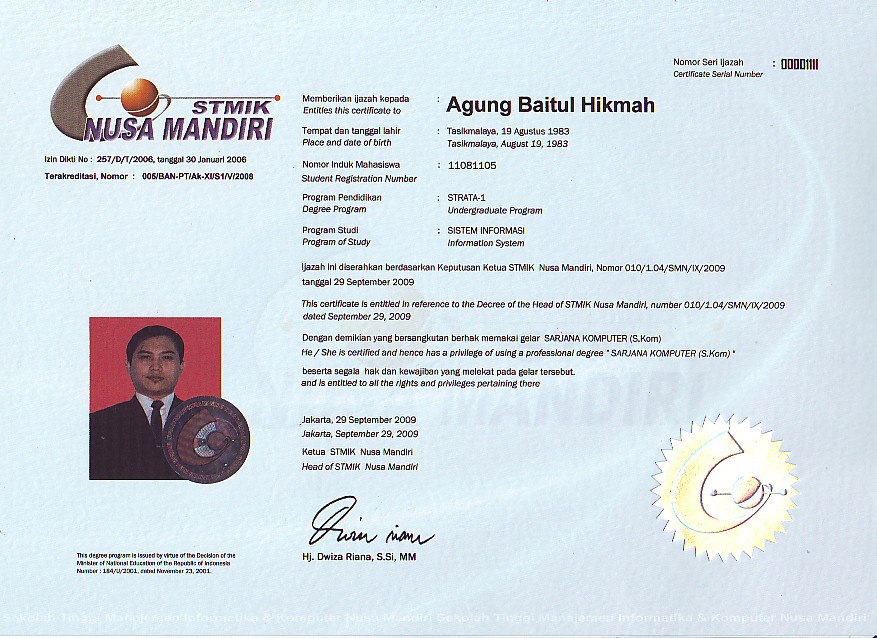 Nomor Seri Ijazah : 00001111
Certificate Serial Number
STMIK
NUSA MANDIRI
Izin Dikti No : 257/D/T/2006, tanggal 30 Januari 2006
Terakreditasi, Nomor : 005/BAN-PT/Ak-XI/S1/V/2008
Memberikan ijazah kepada : Agung Baitul Hikmah
Entitles this certificate to
Tempat dan tanggal lahir : Tasikmalaya, 19 Agustus 1983
Place and date of birth Tasikmalaya, August 19, 1983
Nomor Induk Mahasiswa : 11081105
Student Registration Number
Program Pendidikan : STRATA-1
Degree Program Undergraduate Program
Program Studi : SISTEM INFORMASI
Program of Study Information System
Ijazah ini diserahkan berdasarkan Keputusan Ketua STMIK Nusa Mandiri, Nomor 010/1.04/SMN/IX/2009
tanggal 29 September 2009
This certificate is entitled in reference to the Decree of the Head of STMIK Nusa Mandiri, number 010/1.04/SMN/IX/2009
dated September 29, 2009
Dengan demikian yang bersangkutan berhak memakai gelar SARJANA KOMPUTER (S.Kom)
He / She is certified and hence has a privilege of using a professional degree " SARJANA KOMPUTER (S.Kom) "
beserta segala hak dan kewajiban yang melekat pada gelar tersebut.
and is entitled to all the rights and privileges pertaining there
Jakarta, 29 September 2009
Jakarta, September 29, 2009
Ketua STMIK Nusa Mandiri
Head of STMIK Nusa Mandiri
Hj. Dwiza Riana, S.Si, MM
This degree program is issued by virtue of the Decision of the
Minister of National Education of the Republic of Indonesia
Number : 184/U/2001, dated November 23, 2001.
Sekolah Tinggi Manajemen Informatika & Komputer Nusa Mandiri Sekolah Tinggi Manajemen Informatika & Komputer Nusa Mandiri